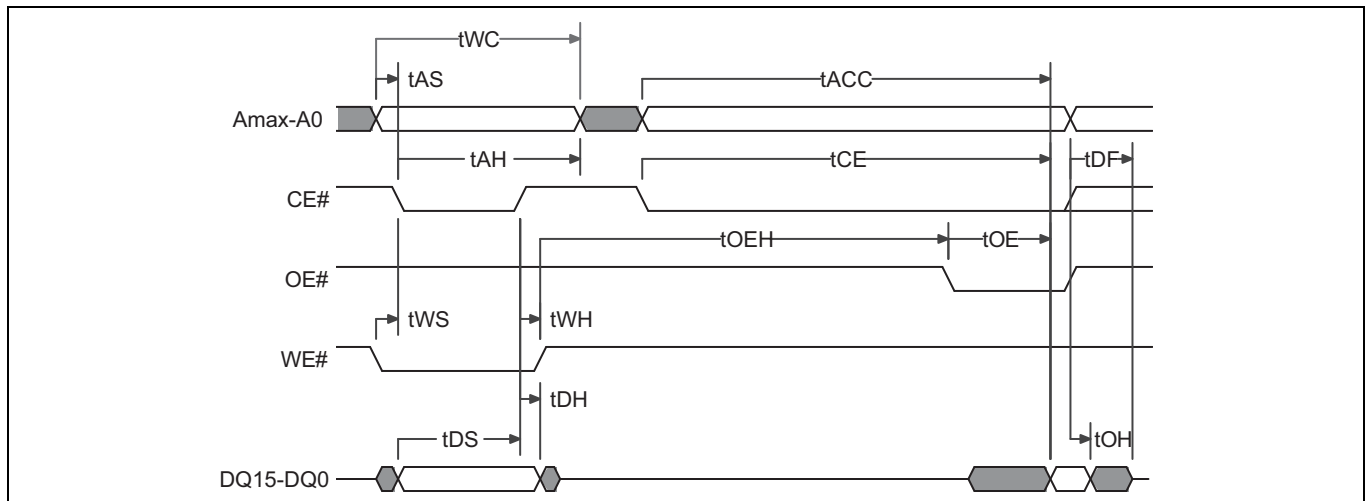 tWC
tAS
tACC
Amax-A0
tAH
tCE
tDF
CE#
tOEH
tOE
OE#
tWS
tWH
WE#
tDH
tDS
tOH
DQ15-DQ0